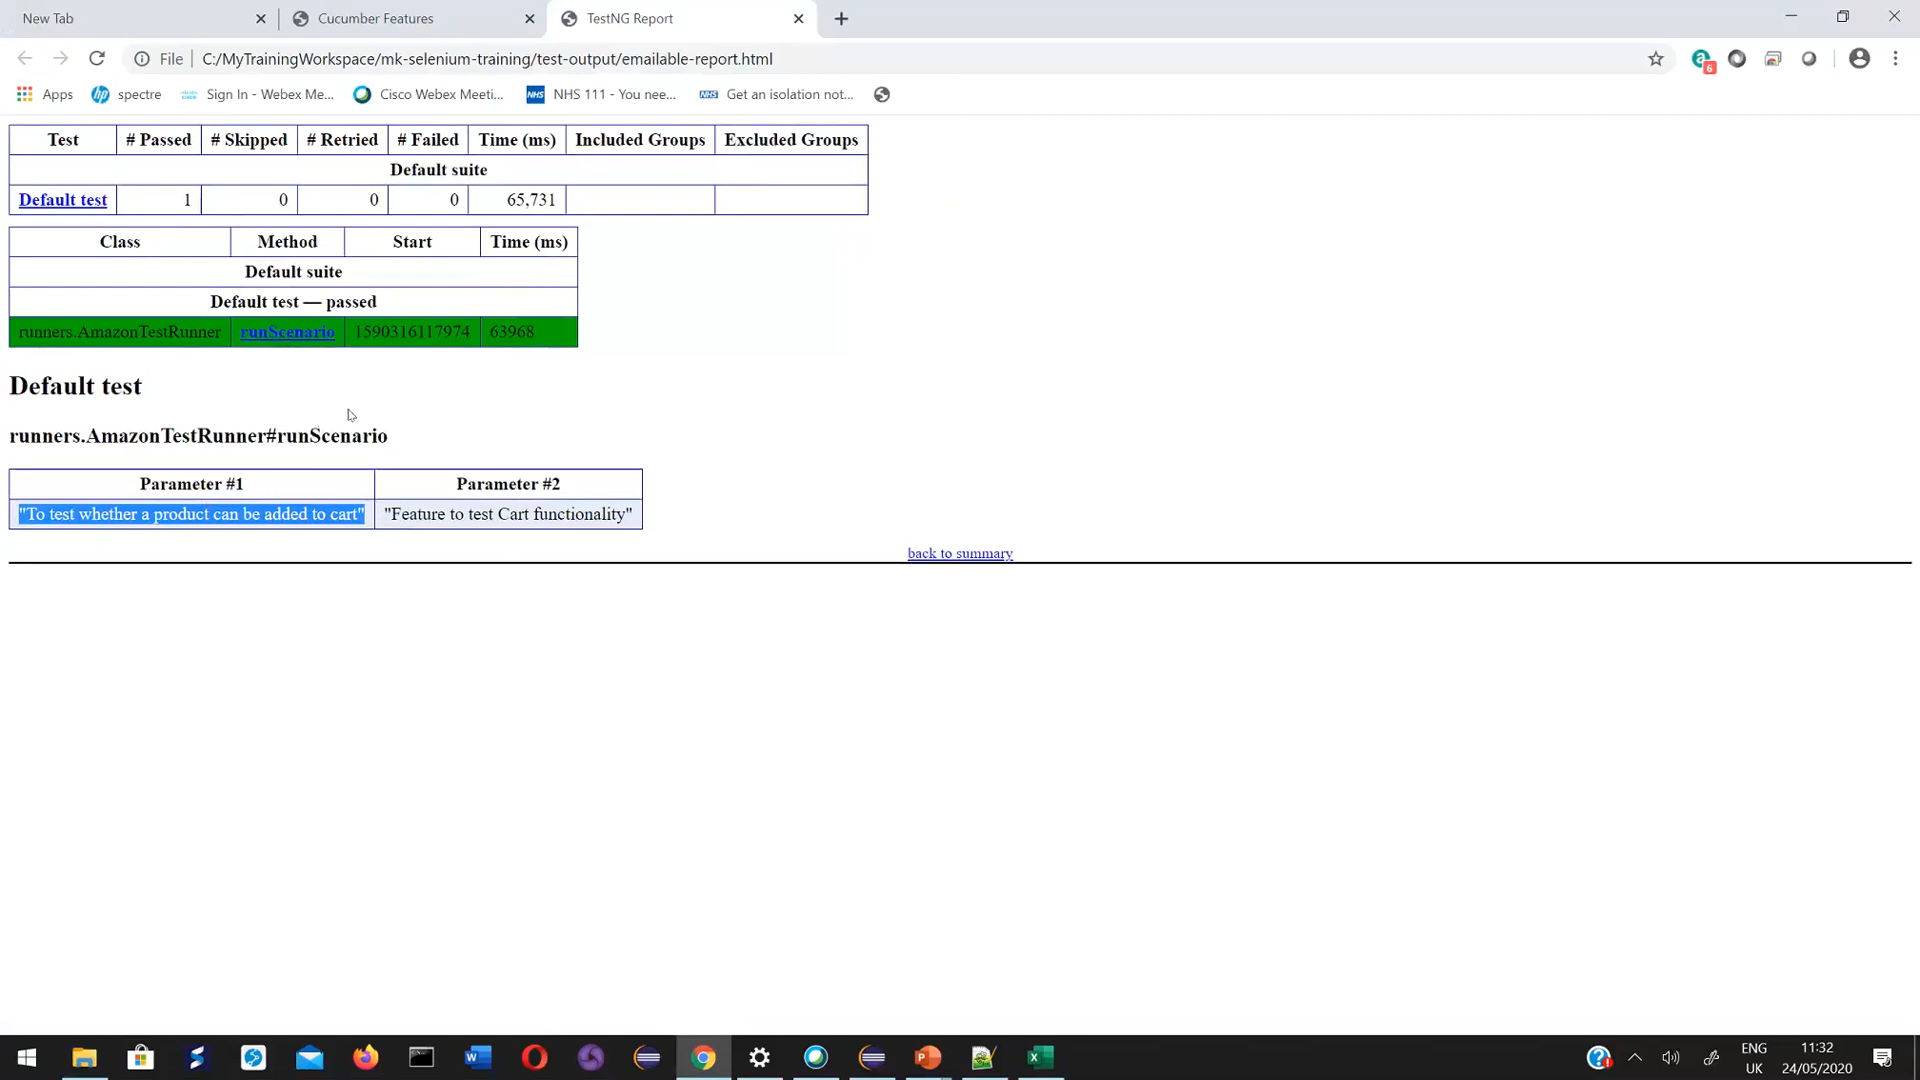 New Tab
Cucumber Features
TestNG Report
File
C:/MyTrainingWorkspace/mk-selenium-training/test-output/emailable-report.html
6
Apps
spectre
Sign In - Webex Me...
Cisco Webex Meeti...
NHS 111 - You nee...
Get an isolation not...
Test # Passed # Skipped # Retried # Failed Time (ms) Included Groups Excluded Groups
Default suite
Default test 1 0 0 0 65,731
Class Method Start Time (ms)
Default suite
Default test — passed
runners.AmazonTestRunner runScenario 1590316117974 63968
Default test
runners.AmazonTestRunner#runScenario
Parameter #1 Parameter #2
"To test whether a product can be added to cart" "Feature to test Cart functionality"
back to summary
ENG
UK
11:32
24/05/2020